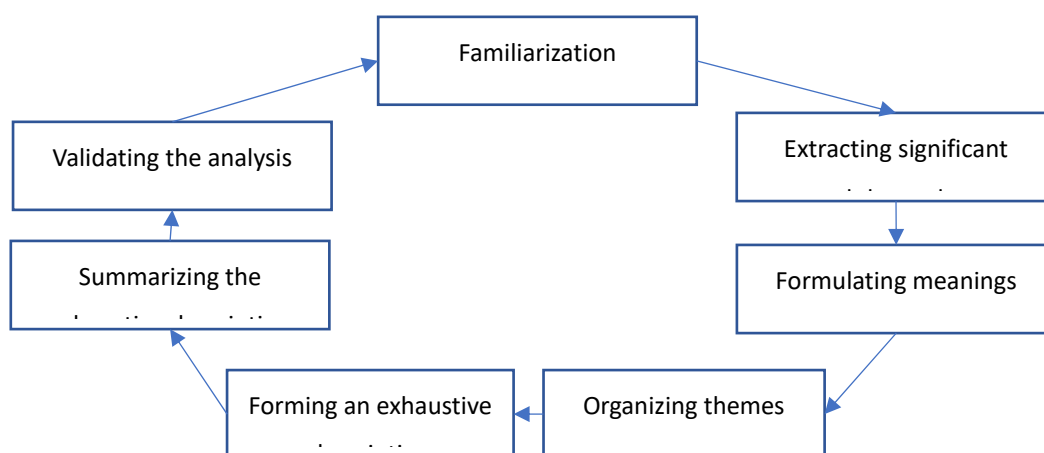 Familiarization
Extracting significant
Formulating meanings
Organizing themes
Forming an exhaustive
Summarizing the
Validating the analysis